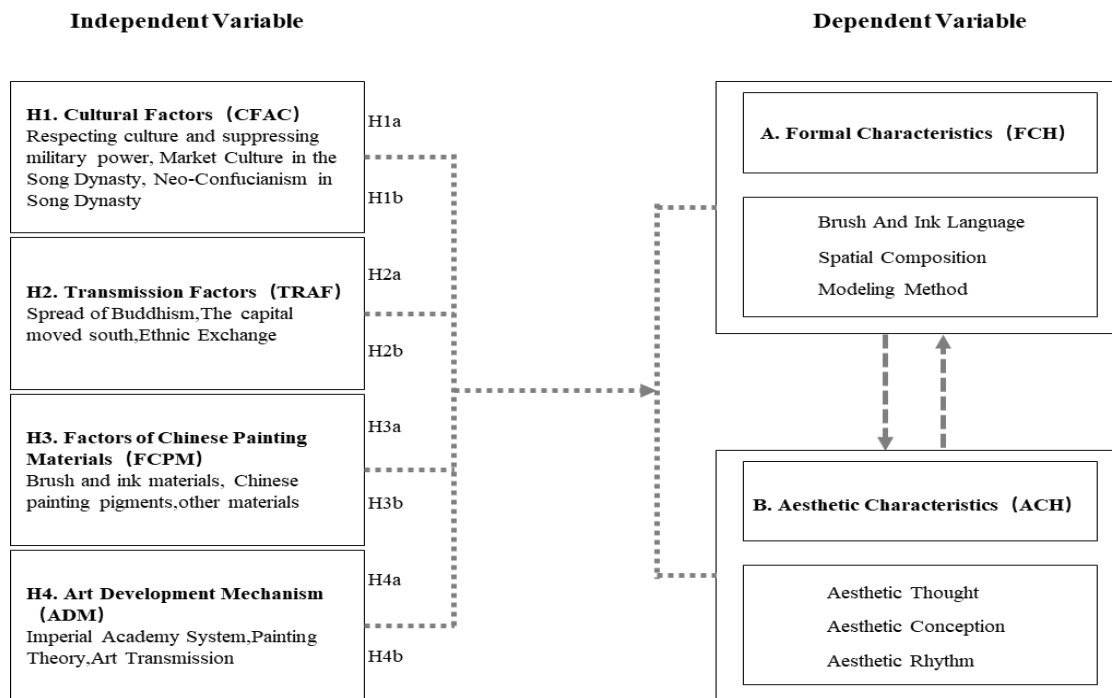 Independent Variable
Dependent Variable
H1. Cultural Factors（CFAC）
Respecting culture and suppressing
military power, Market Culture in the
Song Dynasty, Neo-Confucianism in
Song Dynasty
H1a
H1b
H2. Transmission Factors（TRAF）
Spread of Buddhism,The capital
moved south,Ethnic Exchange
H2a
H2b
H3. Factors of Chinese Painting
Materials（FCPM）
Brush and ink materials, Chinese
painting pigments,other materials
H3a
H3b
H4. Art Development Mechanism
（ADM）
Imperial Academy System,Painting
Theory,Art Transmission
H4a
H4b
A. Formal Characteristics（FCH）
Brush And Ink Language
Spatial Composition
Modeling Method
B. Aesthetic Characteristics（ACH）
Aesthetic Thought
Aesthetic Conception
Aesthetic Rhythm